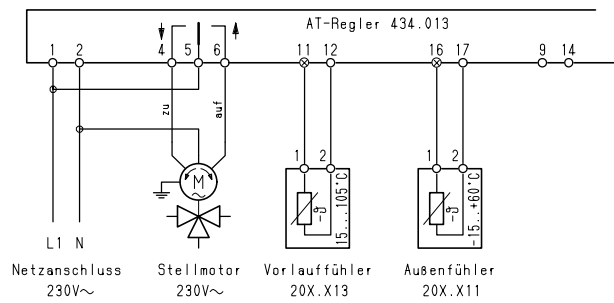 AT-Regler 434.013
1 2 4 5 6 11 12 16 17 9 14
zu auf
1 2 1 2
M
15...105°C -15...+60°C
ϑ ϑ
L1 N
Netzanschluss Stellmotor Vorlauffühler Außenfühler
230V~ 230V~ 20X.X13 20X.X11